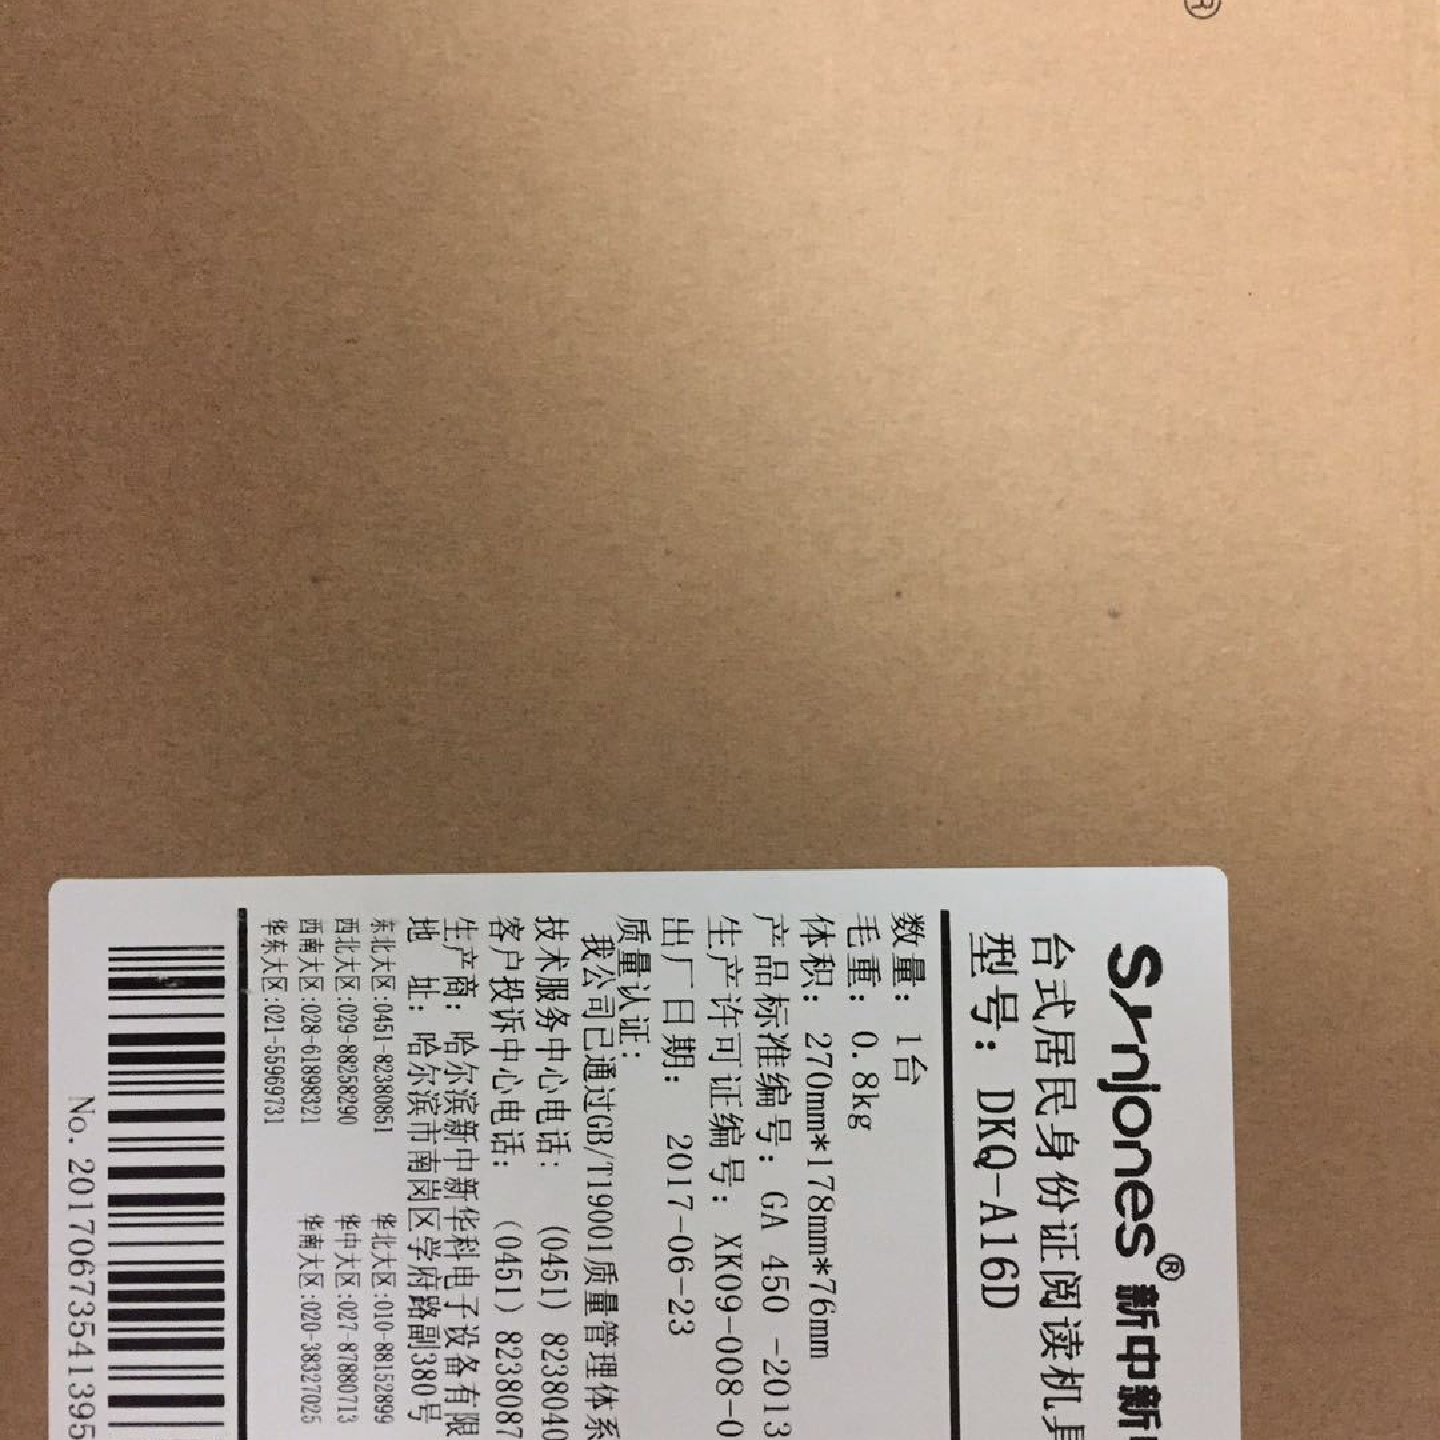 ®
Synjones® 新中新
台式居民身份证阅读机具
型号: DKQ-A16D
数量: 1台
毛重: 0.8kg
体积: 270mm*178mm*76mm
产品标准编号: GA 450 -2013
生产许可证编号: XK09-008-0
出厂日期: 2017-06-23
质量认证:
我公司已通过GB/T19001质量管理体系
技术服务中心电话: (0451) 8238040
客户投诉中心电话: (0451) 8238087
生产商: 哈尔滨新中新华科电子设备有限
地 址: 哈尔滨市南岗区学府路副380号
东北大区:0451-82380851 华北大区:010-88152899
西北大区:029-88258290 华中大区:027-87880713
西南大区:028-61898321 华南大区:020-38327025
华东大区:021-55969731
No. 20170673541395